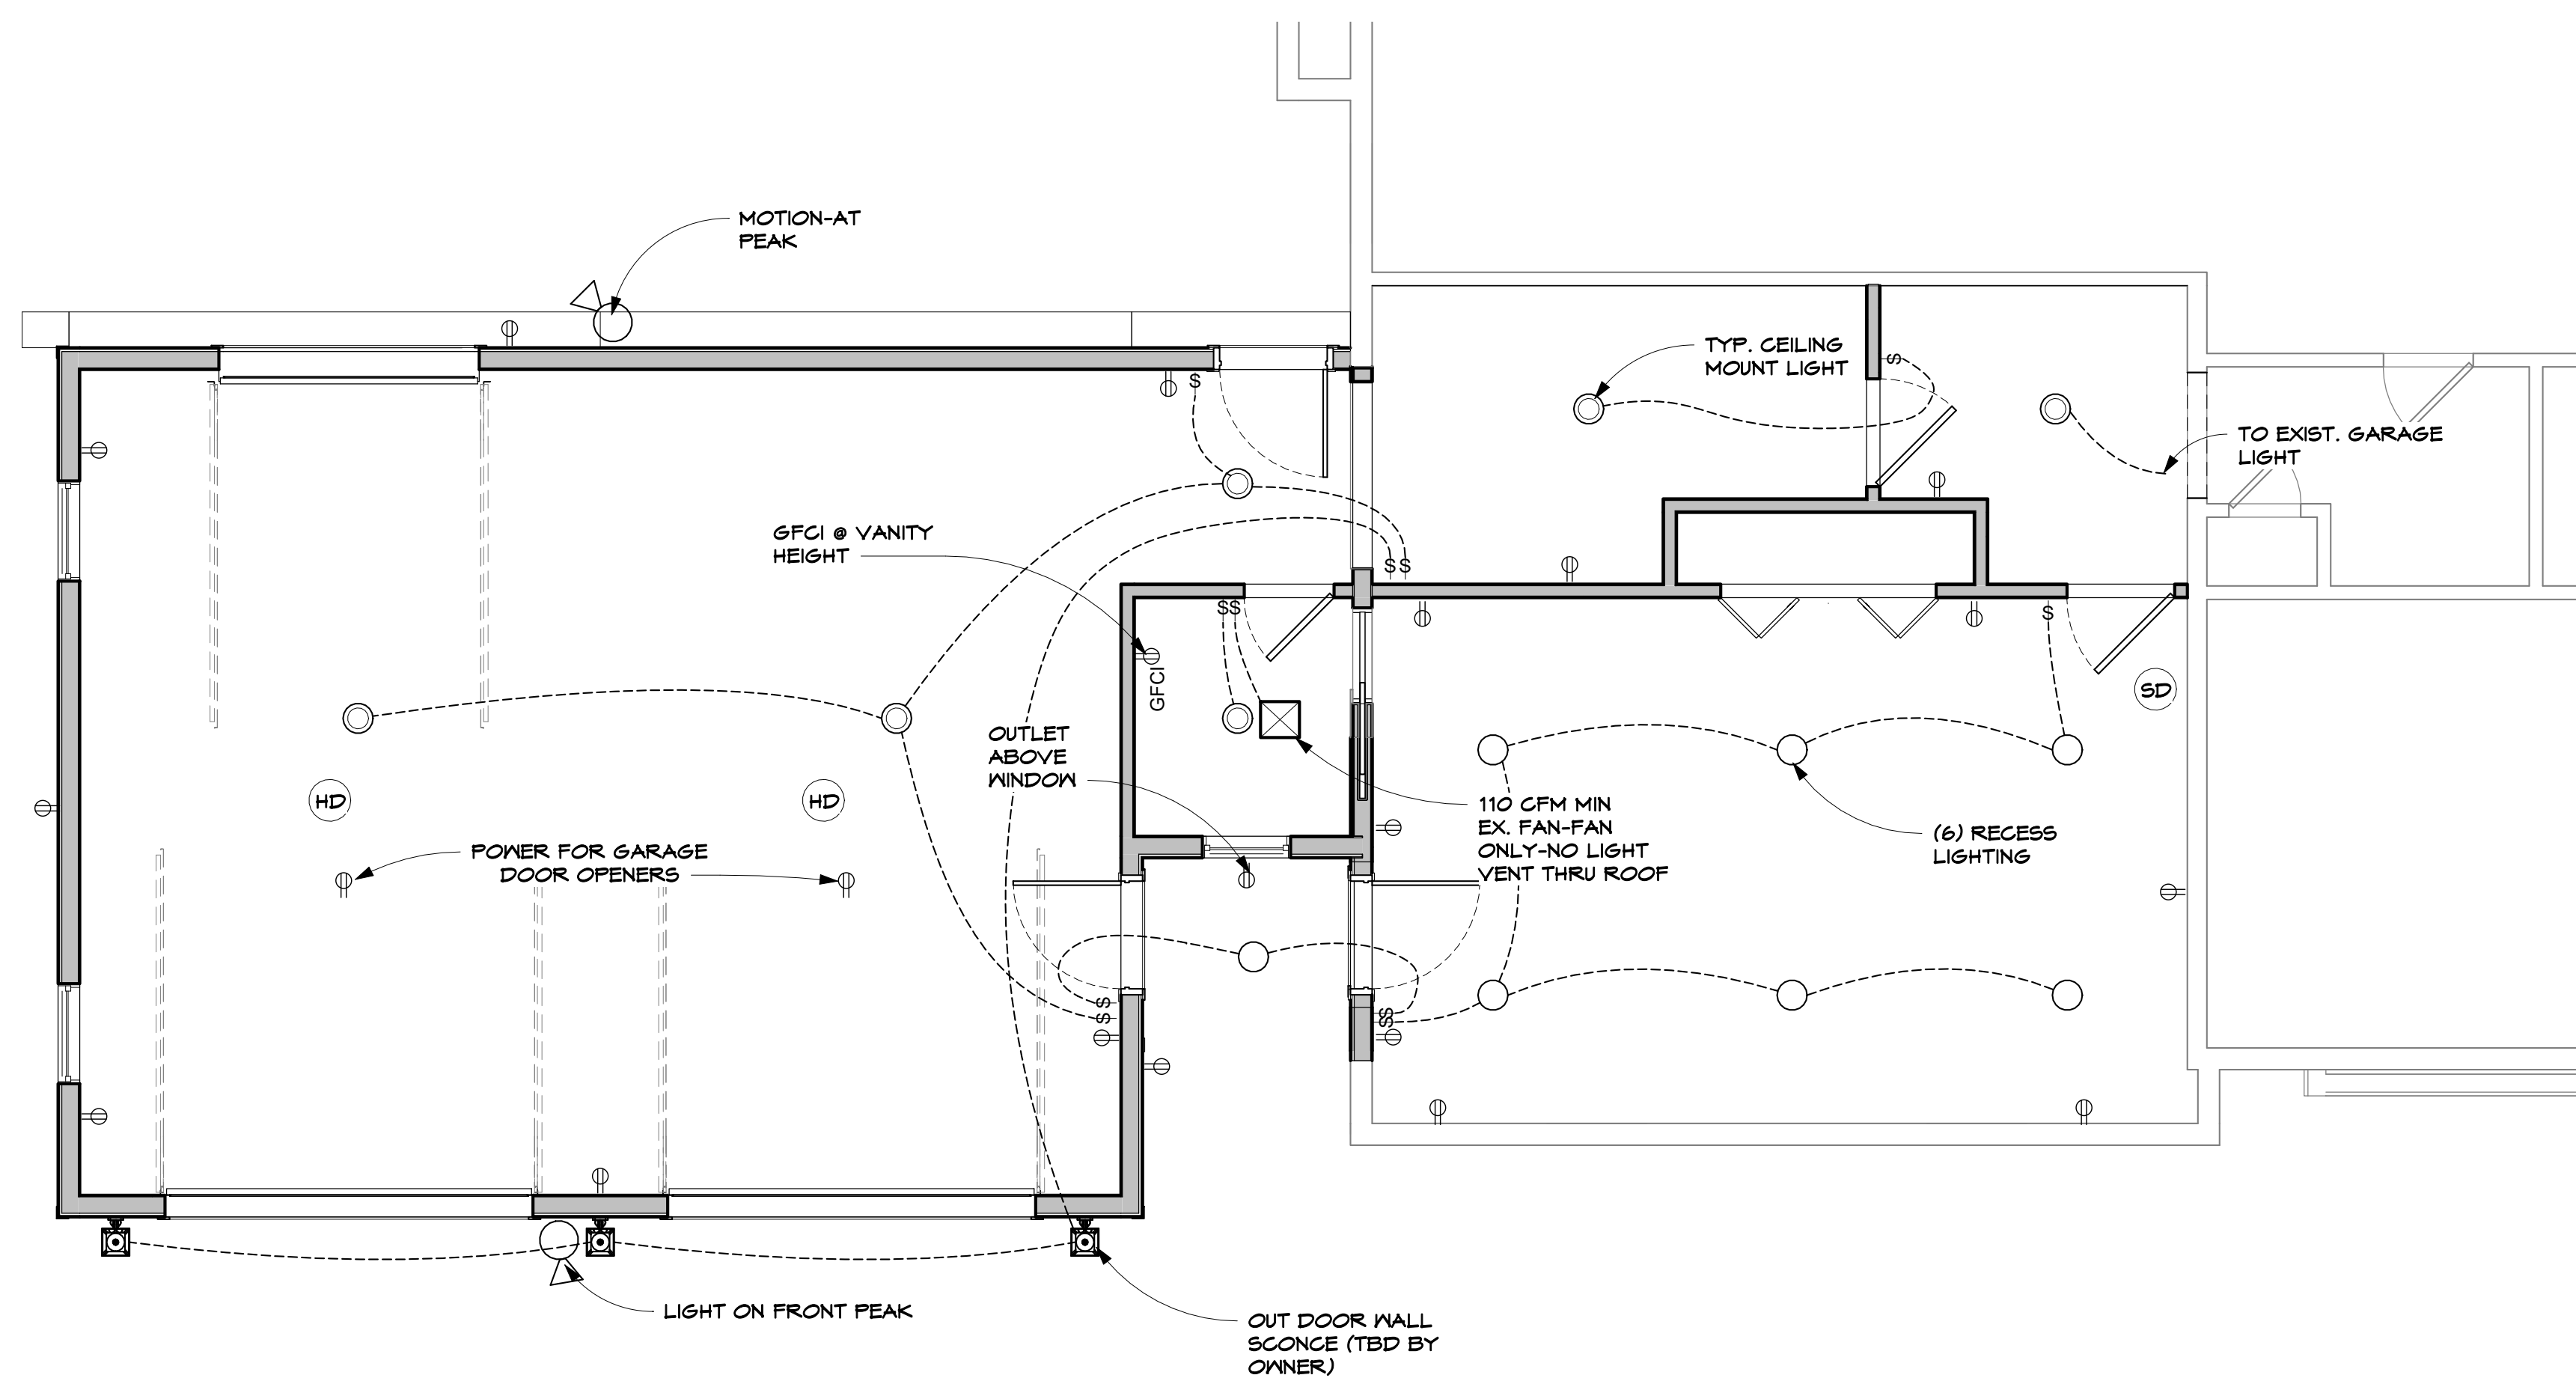 MOTION-AT
PEAK
TYP. CEILING
MOUNT LIGHT
$
$
TO EXIST. GARAGE
LIGHT
GFCI @ VANITY
HEIGHT
$$
$$
$
GFCI
SD
OUTLET
ABOVE
WINDOW
HD
HD
110 CFM MIN
EX. FAN-FAN
ONLY-NO LIGHT
VENT THRU ROOF
(6) RECESS
LIGHTING
POWER FOR GARAGE
DOOR OPENERS
$$
$$
LIGHT ON FRONT PEAK
OUT DOOR WALL
SCONCE (TBD BY
OWNER)